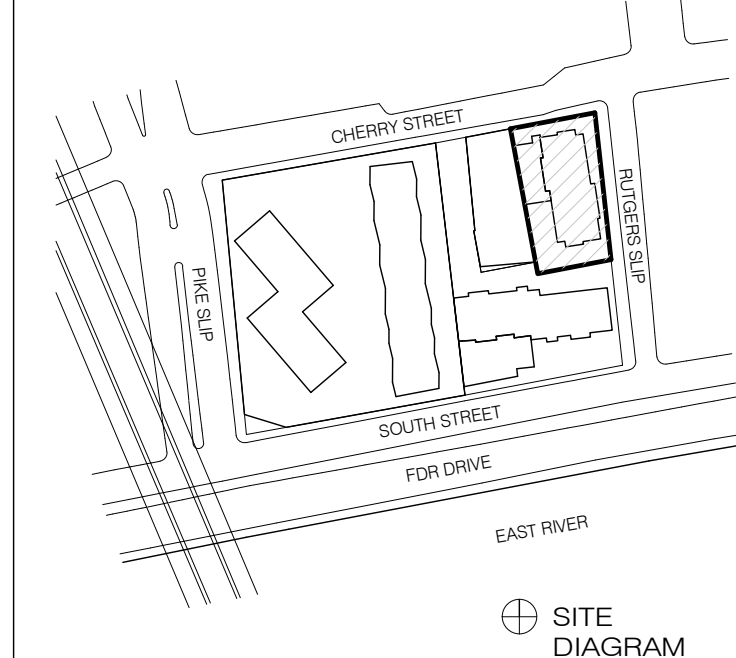 CHERRY STREET
RUTGERS SLIP
PIKE SLIP
SOUTH STREET
FDR DRIVE
EAST RIVER
SITE
DIAGRAM